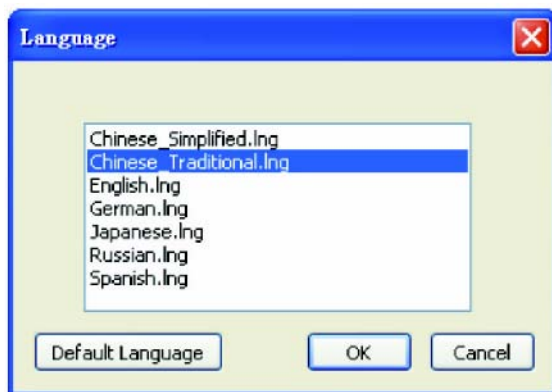 Language
Chinese_Simplified.lng
Chinese_Traditional.lng
English.lng
German.lng
Japanese.lng
Russian.lng
Spanish.lng
Default Language OK Cancel